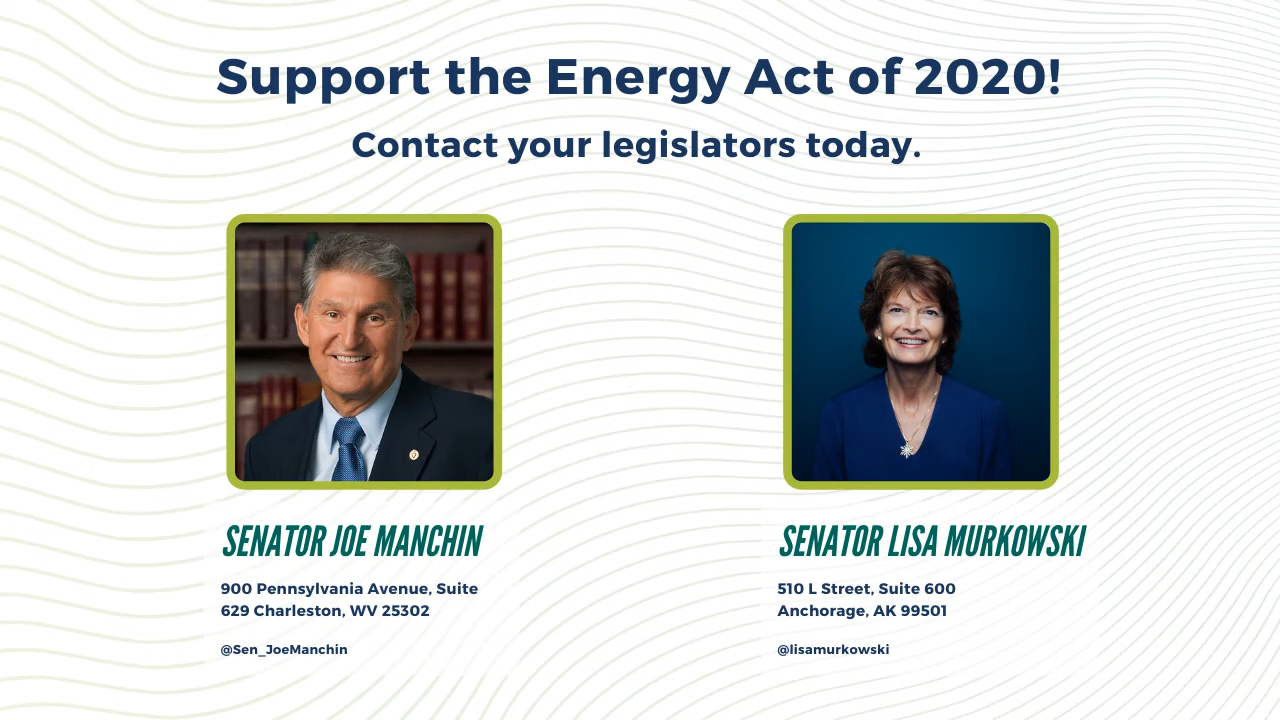 Support the Energy Act of 2020!
Contact your legislators today.
SENATOR JOE MANCHIN
900 Pennsylvania Avenue, Suite
629 Charleston, WV 25302
@Sen_JoeManchin
SENATOR LISA MURKOWSKI
510 L Street, Suite 600
Anchorage, AK 99501
@lisamurkowski